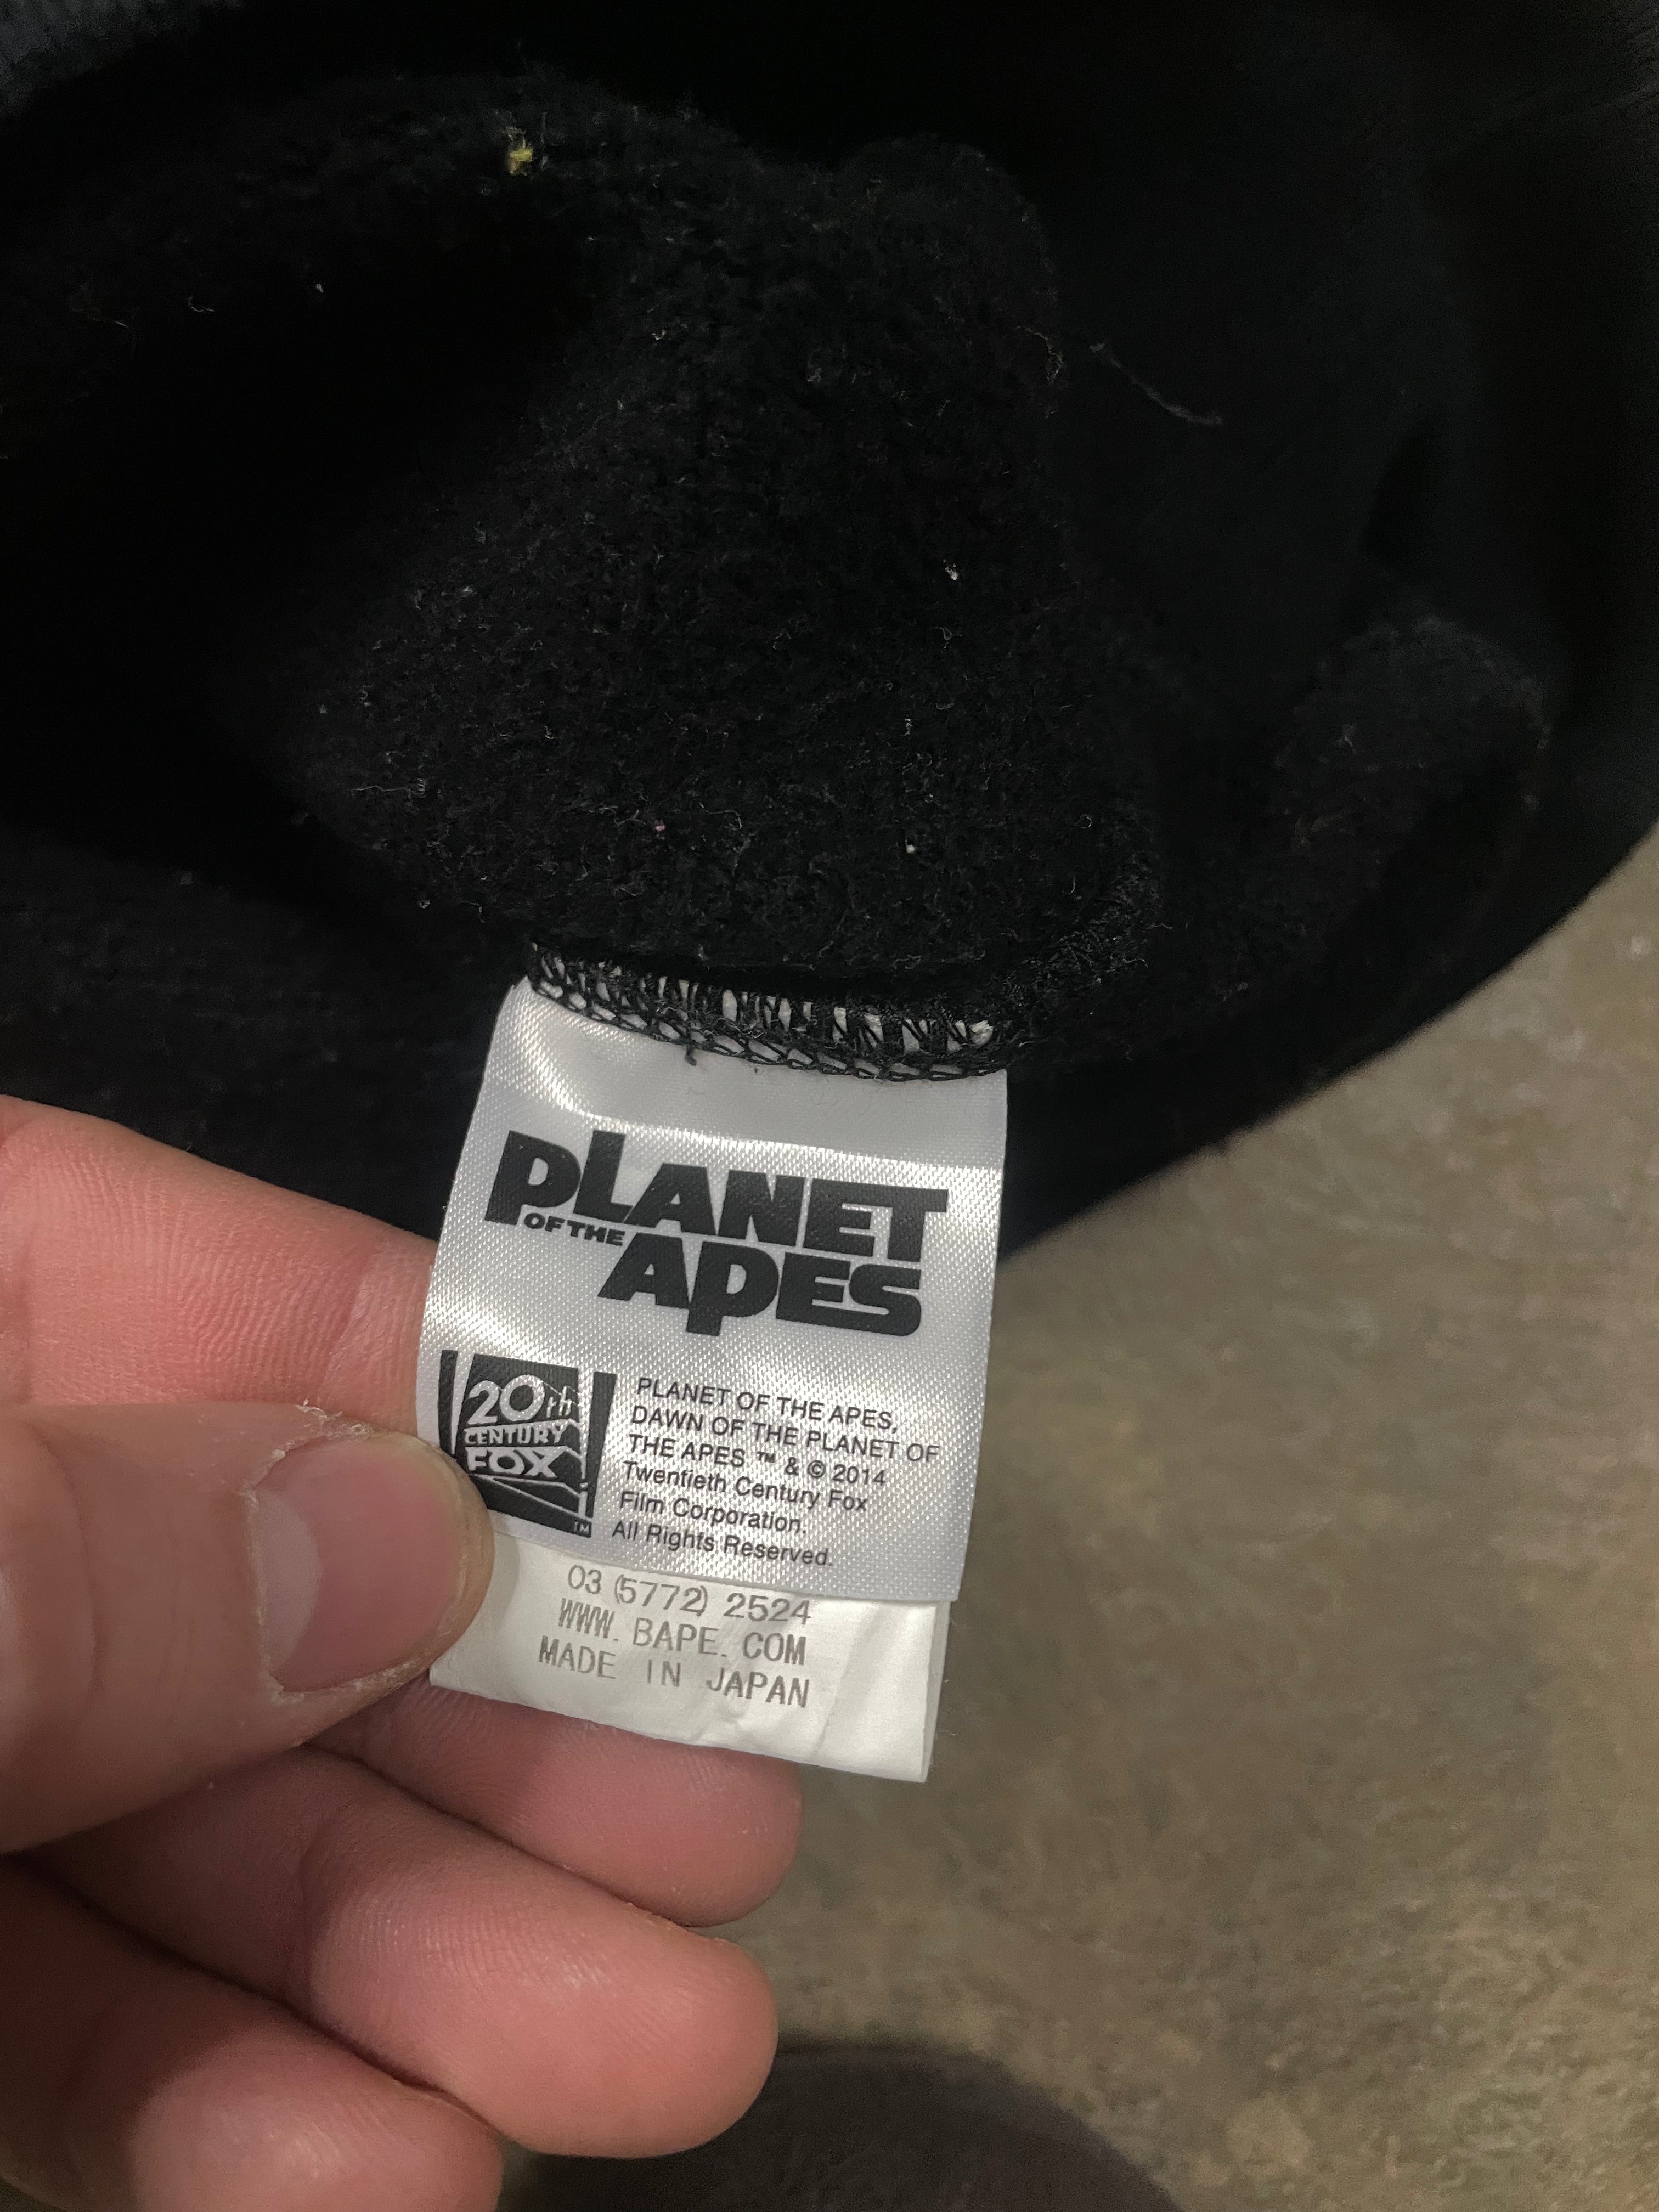 PLANET
OF THE
APES
20th
CENTURY
FOX
TM
PLANET OF THE APES,
DAWN OF THE PLANET OF
THE APES ™ & © 2014
Twentieth Century Fox
Film Corporation.
All Rights Reserved.
03 (5772) 2524
WWW. BAPE. COM
MADE IN JAPAN